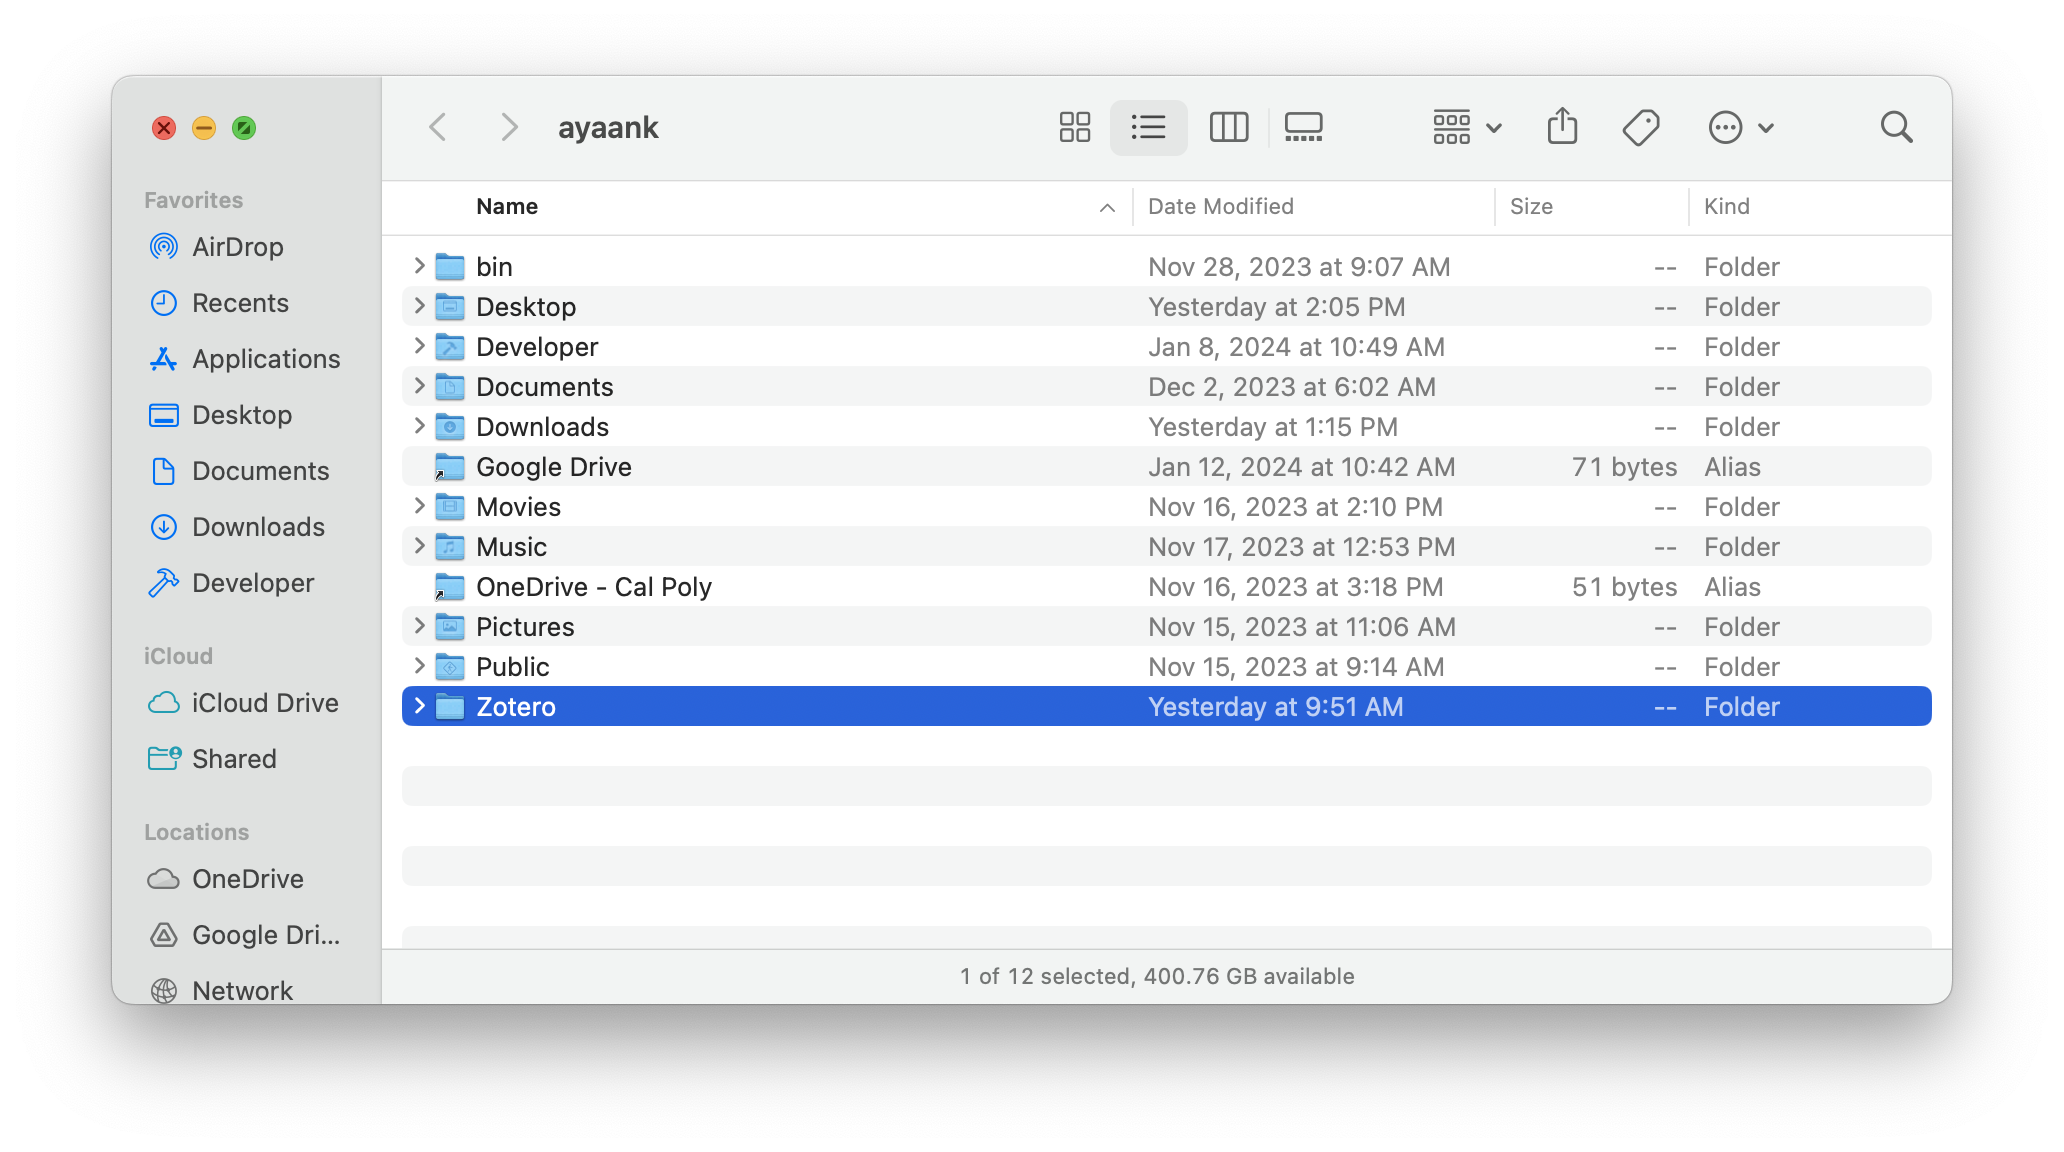 ayaank
Favorites
AirDrop
Recents
Applications
Desktop
Documents
Downloads
Developer
iCloud
iCloud Drive
Shared
Locations
OneDrive
Google Dri...
Network
Name Date Modified Size Kind
bin Nov 28, 2023 at 9:07 AM -- Folder
Desktop Yesterday at 2:05 PM -- Folder
Developer Jan 8, 2024 at 10:49 AM -- Folder
Documents Dec 2, 2023 at 6:02 AM -- Folder
Downloads Yesterday at 1:15 PM -- Folder
Google Drive Jan 12, 2024 at 10:42 AM 71 bytes Alias
Movies Nov 16, 2023 at 2:10 PM -- Folder
Music Nov 17, 2023 at 12:53 PM -- Folder
OneDrive - Cal Poly Nov 16, 2023 at 3:18 PM 51 bytes Alias
Pictures Nov 15, 2023 at 11:06 AM -- Folder
Public Nov 15, 2023 at 9:14 AM -- Folder
Zotero Yesterday at 9:51 AM -- Folder
1 of 12 selected, 400.76 GB available